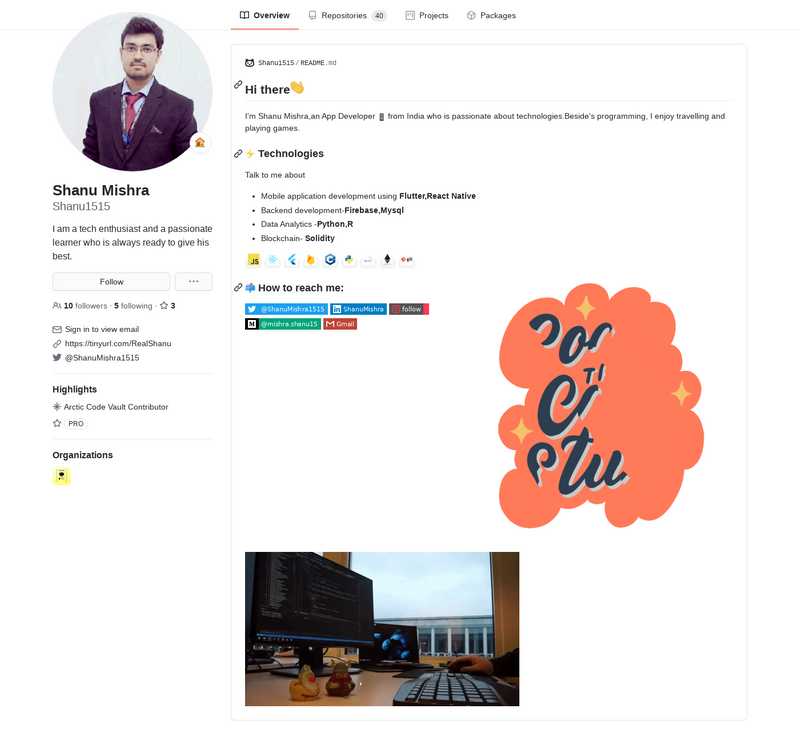 Overview
Repositories 40
Projects
Packages
Shanu Mishra
Shanu1515
I am a tech enthusiast and a passionate
learner who is always ready to give his
best.
Follow
10 followers · 5 following · 3
Sign in to view email
https://tinyurl.com/RealShanu
@ShanuMishra1515
Highlights
Arctic Code Vault Contributor
PRO
Organizations
Shanu1515 / README.md
Hi there
I'm Shanu Mishra,an App Developer from India who is passionate about technologies.Beside's programming, I enjoy travelling and
playing games.
Technologies
Talk to me about
Mobile application development using Flutter,React Native
Backend development-Firebase,Mysql
Data Analytics -Python,R
Blockchain- Solidity
JS
How to reach me:
@ShanuMishra1515
in ShanuMishra
follow
M @mishra.shanu15
Gmail